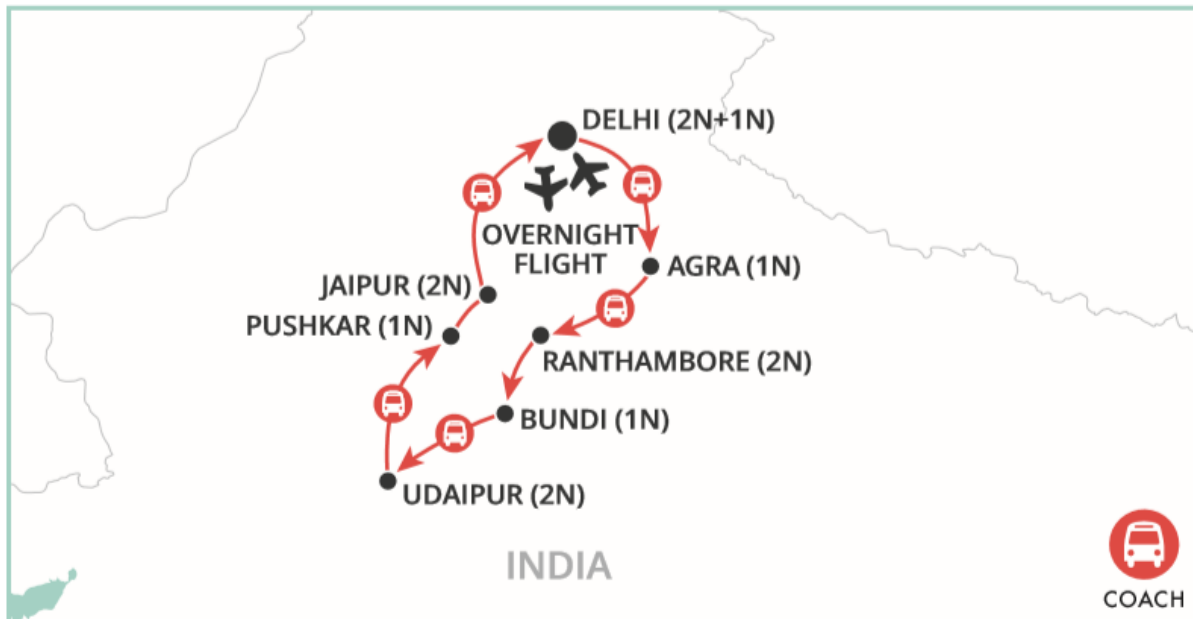 DELHI (2N+1N)
OVERNIGHT
FLIGHT
AGRA (1N)
JAIPUR (2N)
PUSHKAR (1N)
RANTHAMBORE (2N)
BUNDI (1N)
UDAIPUR (2N)
INDIA
COACH